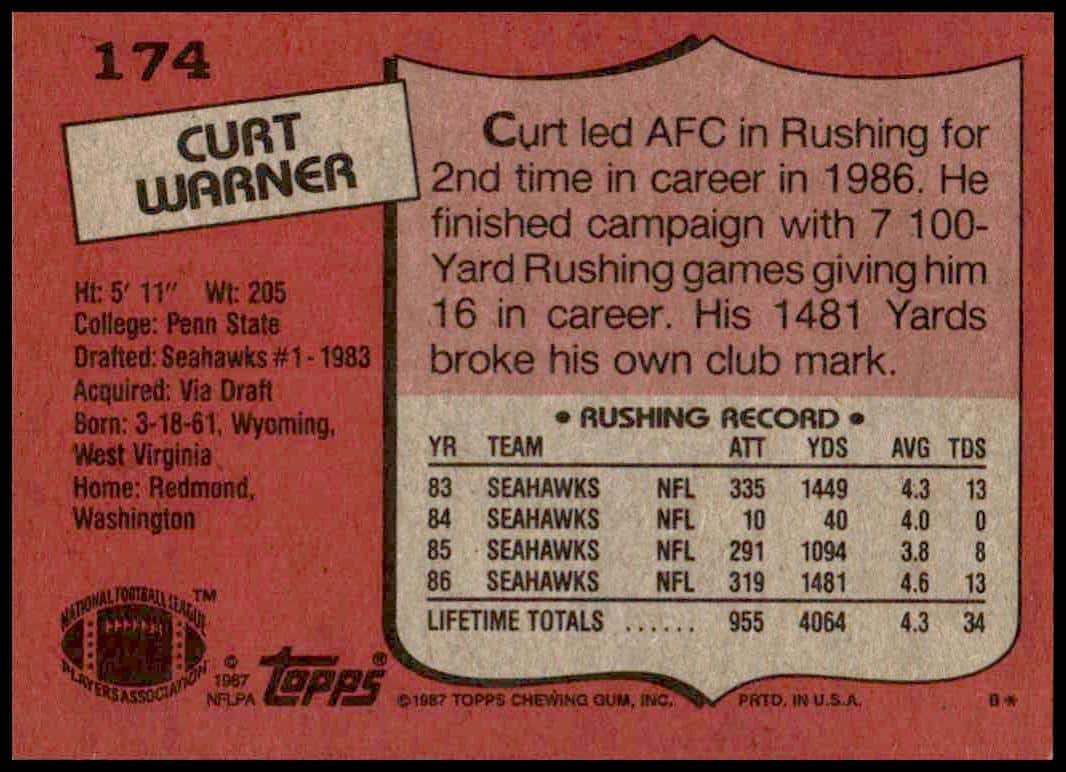 174
CURT
WARNER
Ht: 5' 11" Wt: 205
College: Penn State
Drafted: Seahawks #1 - 1983
Acquired: Via Draft
Born: 3-18-61, Wyoming,
West Virginia
Home: Redmond,
Washington
Curt led AFC in Rushing for
2nd time in career in 1986. He
finished campaign with 7 100-
Yard Rushing games giving him
16 in career. His 1481 Yards
broke his own club mark.
• RUSHING RECORD •
YR TEAM ATT YDS AVG TDS
83 SEAHAWKS NFL 335 1449 4.3 13
84 SEAHAWKS NFL 10 40 4.0 0
85 SEAHAWKS NFL 291 1094 3.8 8
86 SEAHAWKS NFL 319 1481 4.6 13
LIFETIME TOTALS ...... 955 4064 4.3 34
NATIONAL FOOTBALL LEAGUE ™
PLAYERS ASSOCIATION
©
1987
NFLPA
topps®
©1987 TOPPS CHEWING GUM, INC. PRTD. IN U.S.A. B*